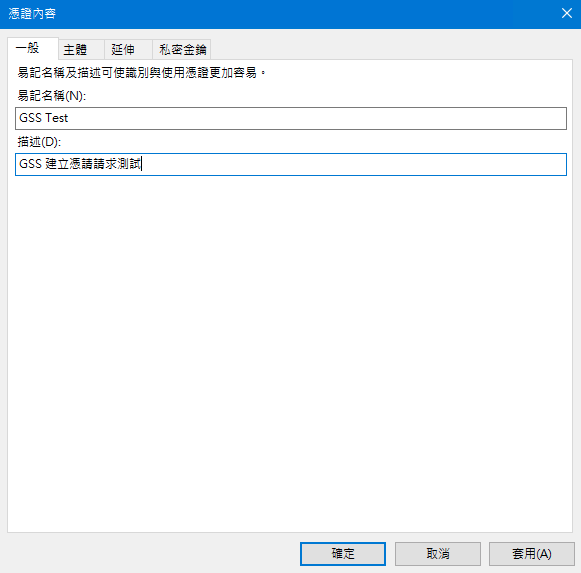 憑證內容
一般
主體
延伸
私密金鑰
易記名稱及描述可使識別與使用憑證更加容易。
易記名稱(N):
GSS Test
描述(D):
GSS 建立憑請請求測試
確定
取消
套用(A)